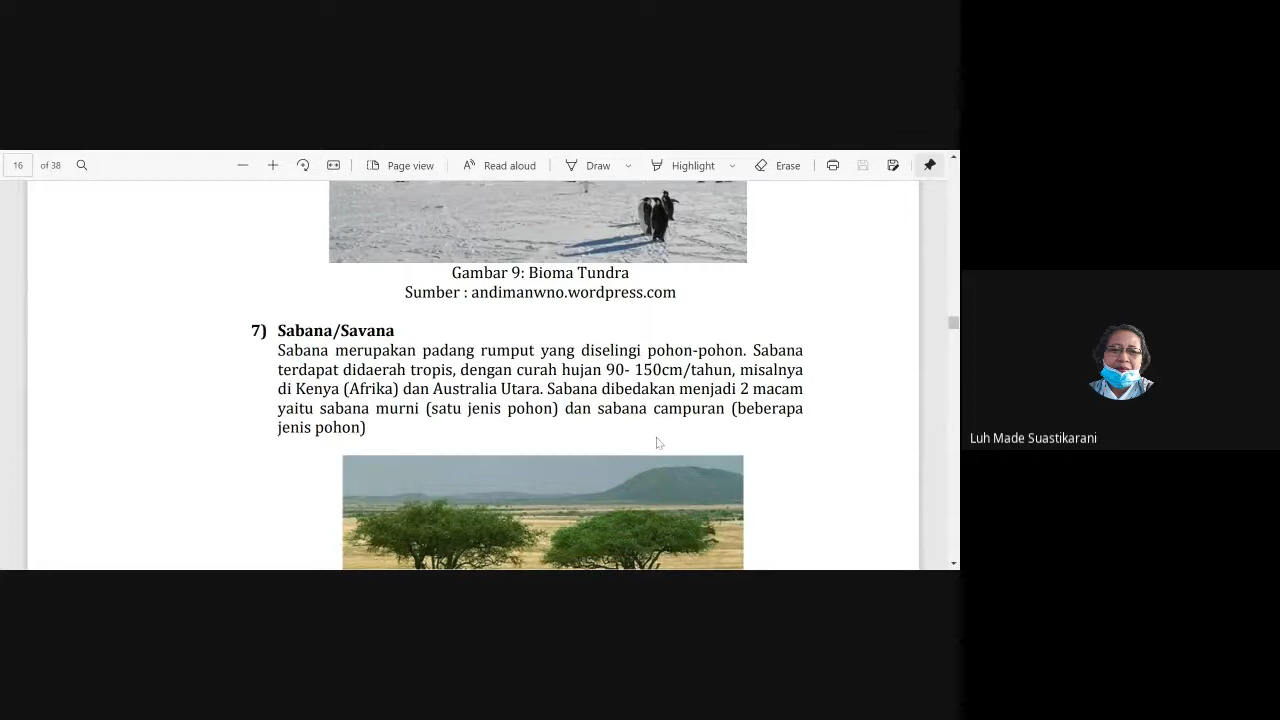 16 of 38 Page view Read aloud Draw Highlight Erase
Gambar 9: Bioma Tundra
Sumber : andimanwno.wordpress.com
7) Sabana/Savana
Sabana merupakan padang rumput yang diselingi pohon-pohon. Sabana
terdapat didaerah tropis, dengan curah hujan 90- 150cm/tahun, misalnya
di Kenya (Afrika) dan Australia Utara. Sabana dibedakan menjadi 2 macam
yaitu sabana murni (satu jenis pohon) dan sabana campuran (beberapa
jenis pohon)
Luh Made Suastikarani